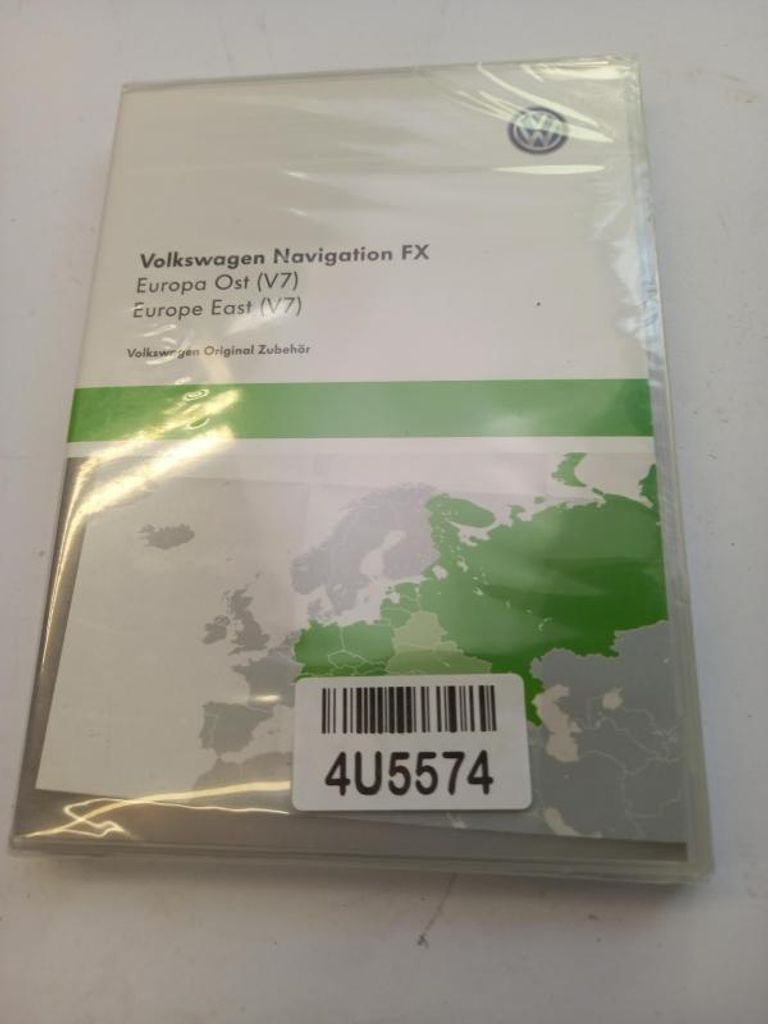 Volkswagen Navigation FX
Europa Ost (V7)
Europe East (V7)
Volkswagen Original Zubehör
4U5574